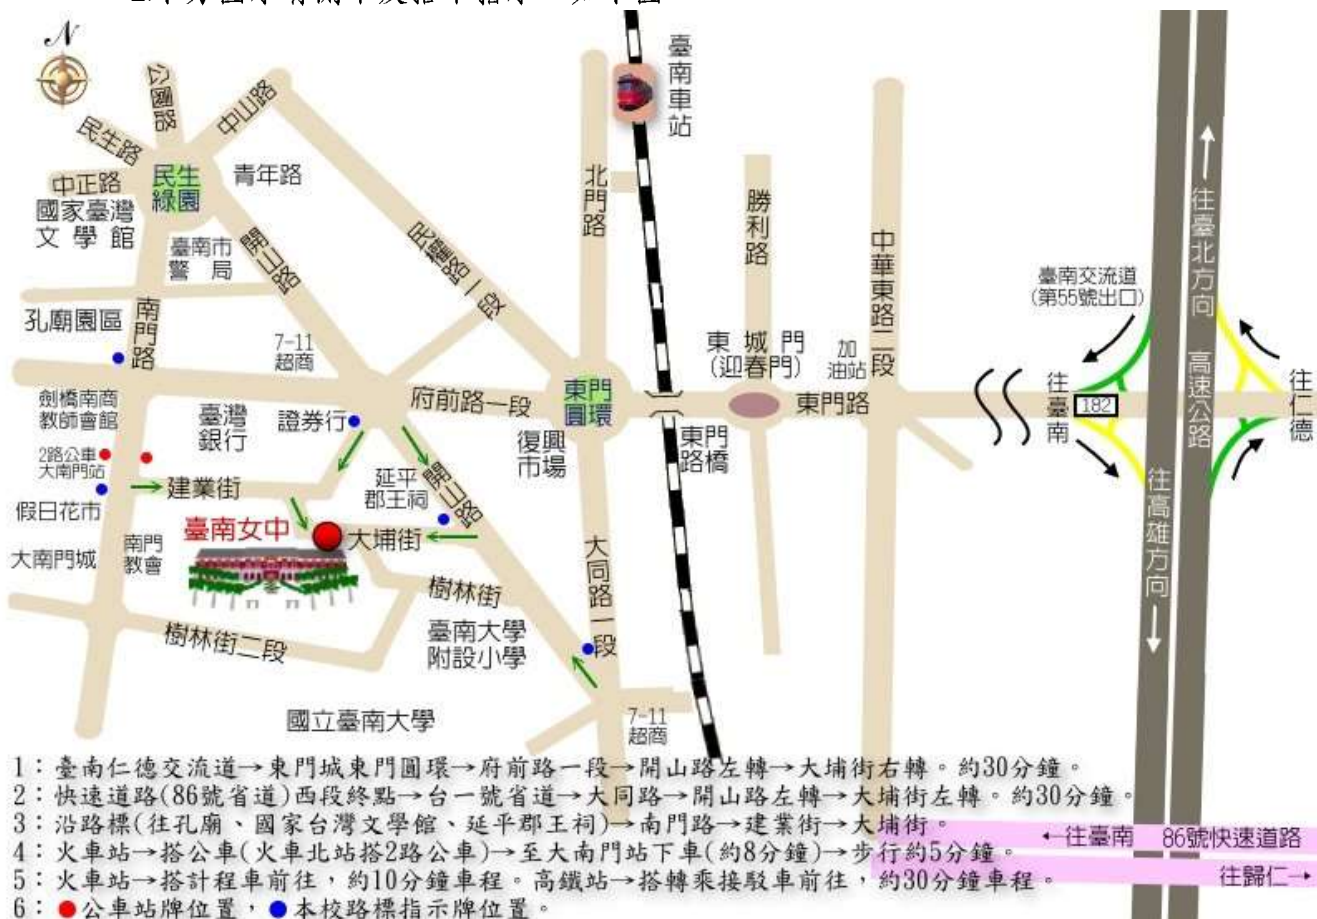 N
臺南車站
公園路
中山路
民生路
中正路
民生綠園
青年路
國家臺灣文學館
臺南市警局
開山路
民權路一段
北門路
勝利路
中華東路二段
往臺北方向
臺南交流道
(第55號出口)
孔廟園區
南門路
7-11
超商
東城門
(迎春門)
加油站
高速公路
劍橋南商
教師會館
臺灣銀行
證券行
府前路一段
東門圓環
東門路
往臺南
182
往仁德
復興市場
東門路橋
2路公車
大南門站
假日花市
建業街
延平
郡王祠
開山路
往高雄方向
臺南女中
大埔街
大南門城
南門教會
大同路一段
樹林街
樹林街二段
臺南大學
附設小學
國立臺南大學
7-11
超商
1：臺南仁德交流道→東門城東門圓環→府前路一段→開山路左轉→大埔街右轉。約30分鐘。
2：快速道路(86號省道)西段終點→台一號省道→大同路→開山路左轉→大埔街左轉。約30分鐘。
3：沿路標(往孔廟、國家台灣文學館、延平郡王祠)→南門路→建業街→大埔街。
←往臺南 86號快速道路
4：火車站→搭公車(火車北站搭2路公車)→至大南門站下車(約8分鐘)→步行約5分鐘。
往歸仁→
5：火車站→搭計程車前往，約10分鐘車程。高鐵站→搭轉乘接駁車前往，約30分鐘車程。
6：●公車站牌位置，●本校路標指示牌位置。